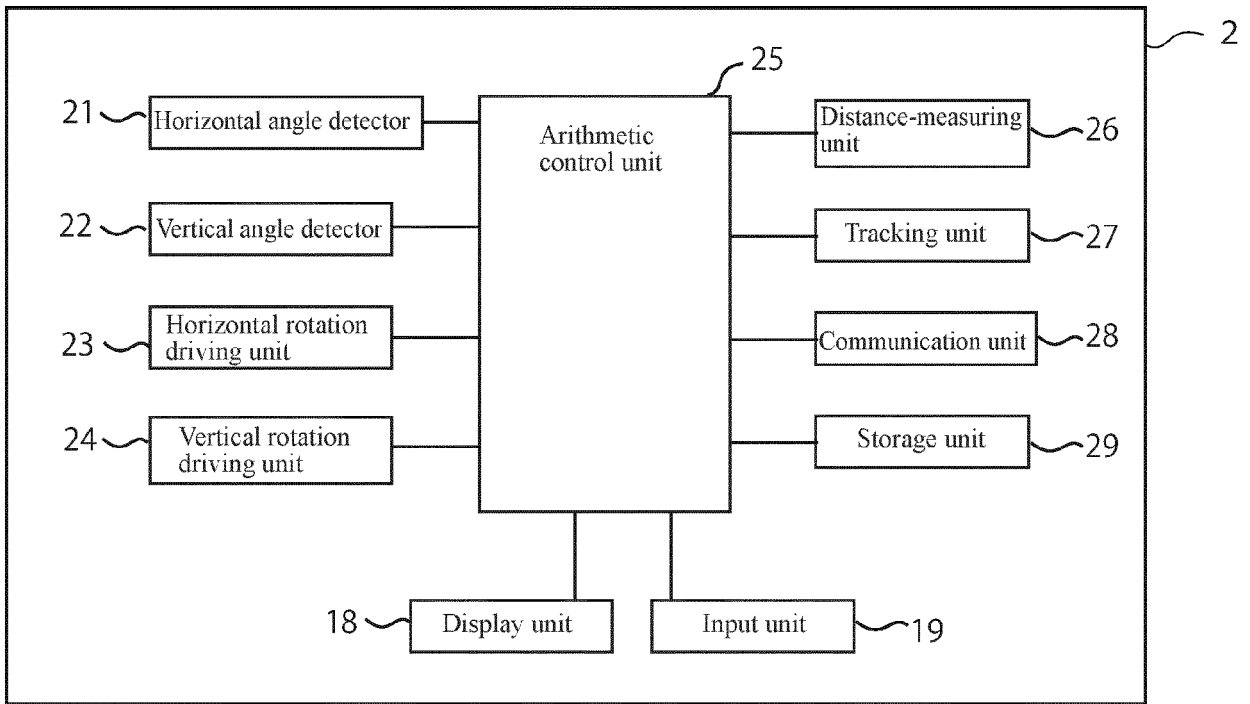 2
25
21
Horizontal angle detector
Arithmetic
control unit
Distance-measuring
unit
26
22
Vertical angle detector
Tracking unit
27
23
Horizontal rotation
driving unit
Communication unit
28
24
Vertical rotation
driving unit
Storage unit
29
18
Display unit
Input unit
19